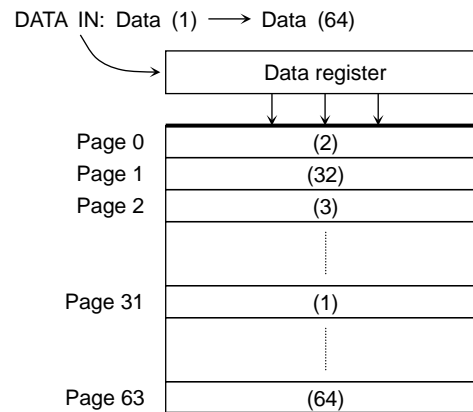 DATA IN: Data (1) → Data (64)
Data register
Page 0 (2)
Page 1 (32)
Page 2 (3)
Page 31 (1)
Page 63 (64)